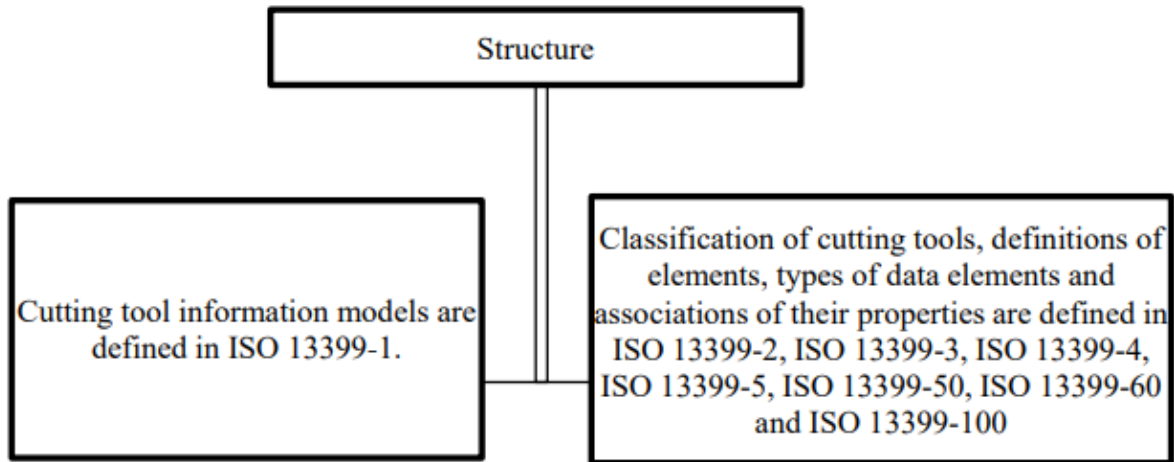 Structure
Cutting tool information models are
defined in ISO 13399-1.
Classification of cutting tools, definitions of
elements, types of data elements and
associations of their properties are defined in
ISO 13399-2, ISO 13399-3, ISO 13399-4,
ISO 13399-5, ISO 13399-50, ISO 13399-60
and ISO 13399-100